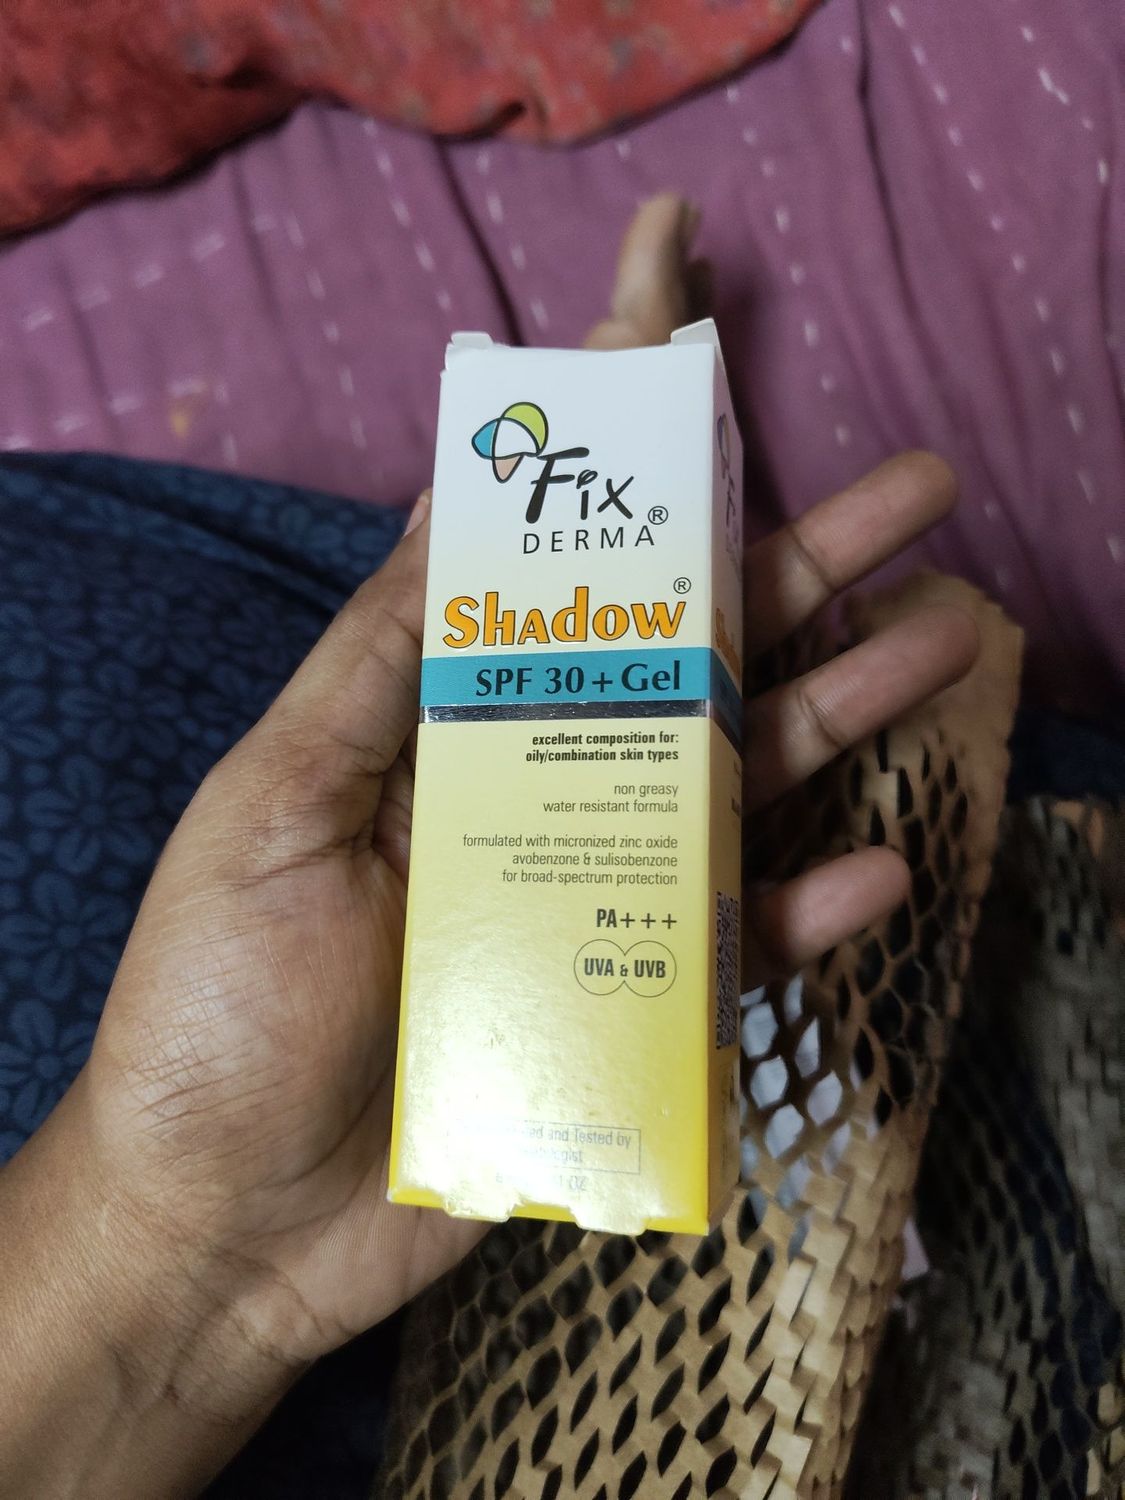 Fix
DERMA®
Shadow®
SPF 30+ Gel
excellent composition for:
oily/combination skin types
non greasy
water resistant formula
formulated with micronized zinc oxide
avobenzone & sulisobenzone
for broad-spectrum protection
PA+++
UVA & UVB
and Tested by